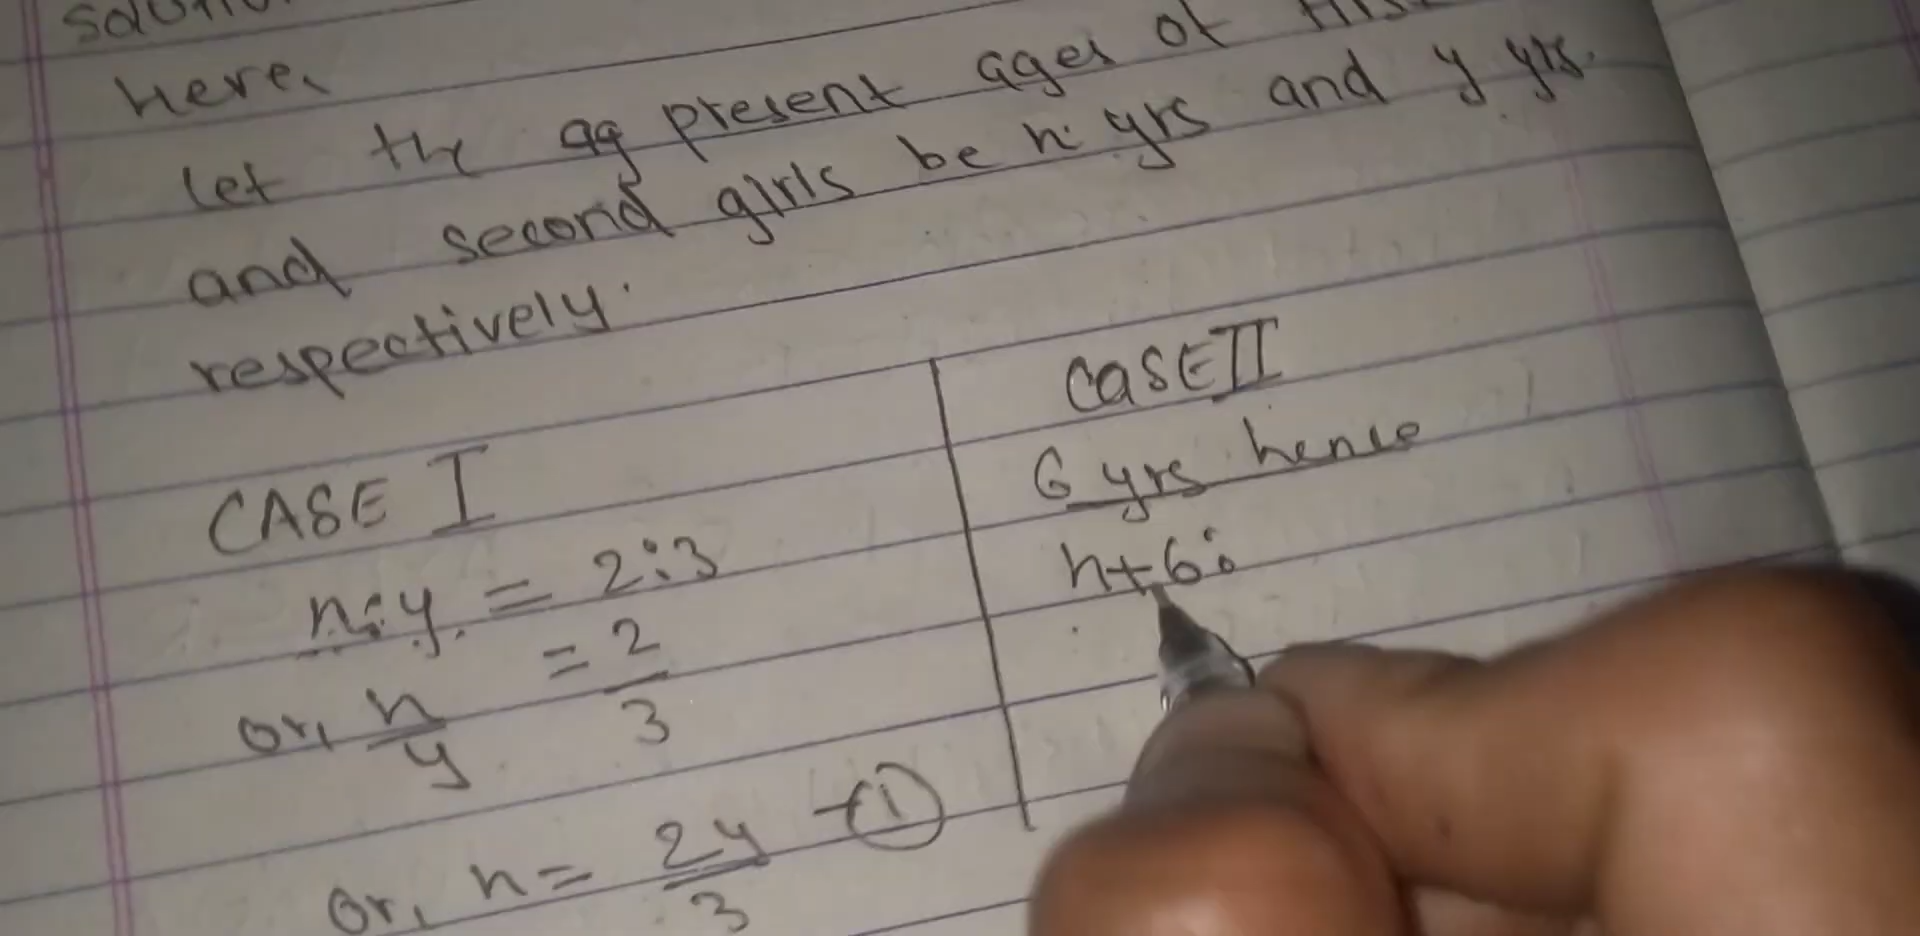 here,
let the ag present ages of
and second girls be x yrs and y yrs.
respectively.
CASE I
x:y = 2:3
or, x/y = 2/3
or, x = 2y/3 - (i)
CASE II
6 yrs hence
x+6: